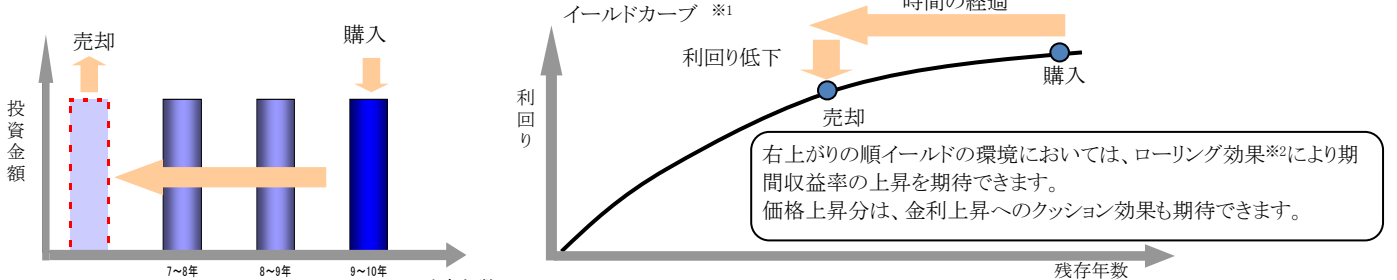 売却
購入
投資金額
7～8年
8～9年
9～10年
イールドカーブ ※1
時間の経過
利回り低下
利回り
購入
売却
右上がりの順イールドの環境においては、ローリング効果※2により期
間収益率の上昇を期待できます。
価格上昇分は、金利上昇へのクッション効果も期待できます。
残存年数